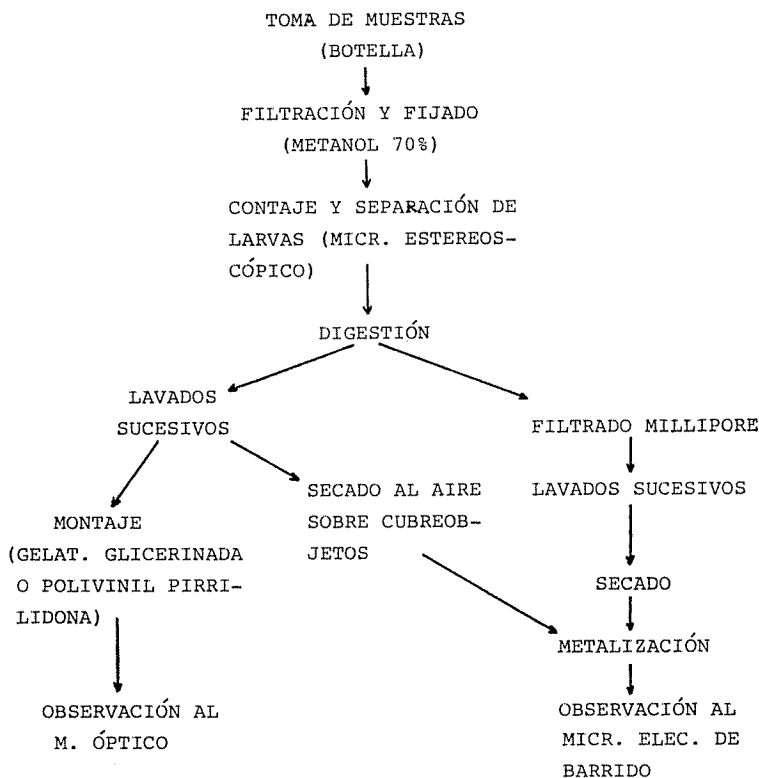 TOMA DE MUESTRAS
(BOTELLA)
FILTRACIÓN Y FIJADO
(METANOL 70%)
CONTAJE Y SEPARACIÓN DE
LARVAS (MICR. ESTEREOS-
CÓPICO)
DIGESTIÓN
LAVADOS
SUCESIVOS
FILTRADO MILLIPORE
SECADO AL AIRE
SOBRE CUBREOB-
JETOS
LAVADOS SUCESIVOS
MONTAJE
(GELAT. GLICERINADA
O POLIVINIL PIRRI-
LIDONA)
SECADO
METALIZACIÓN
OBSERVACIÓN AL
M. ÓPTICO
OBSERVACIÓN AL
MICR. ELEC. DE
BARRIDO